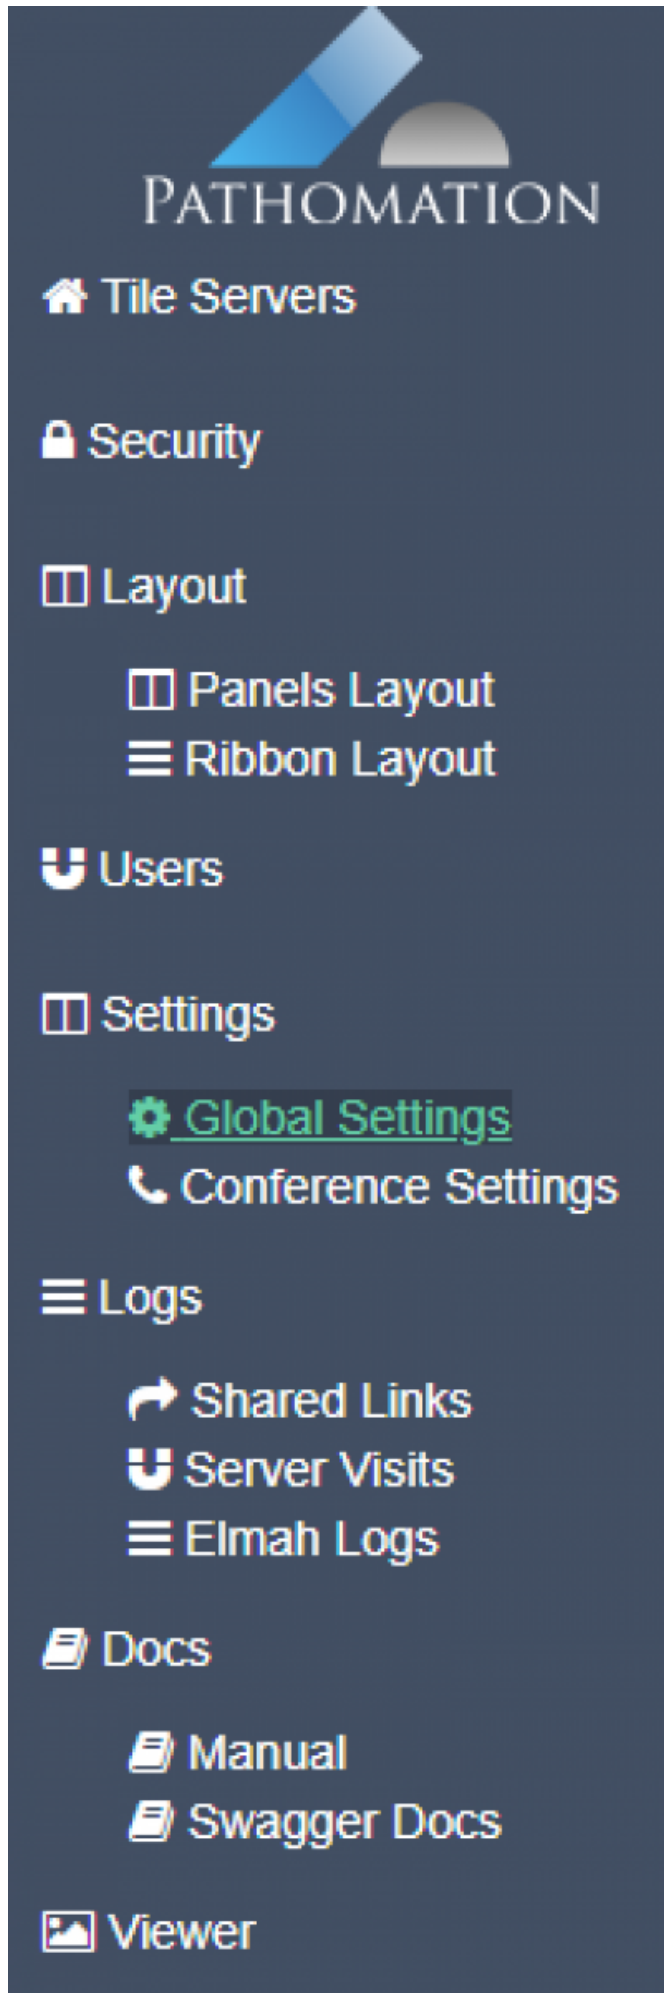 PATHOMATION
Tile Servers
Security
Layout
Panels Layout
Ribbon Layout
Users
Settings
Global Settings
Conference Settings
Logs
Shared Links
Server Visits
Elmah Logs
Docs
Manual
Swagger Docs
Viewer